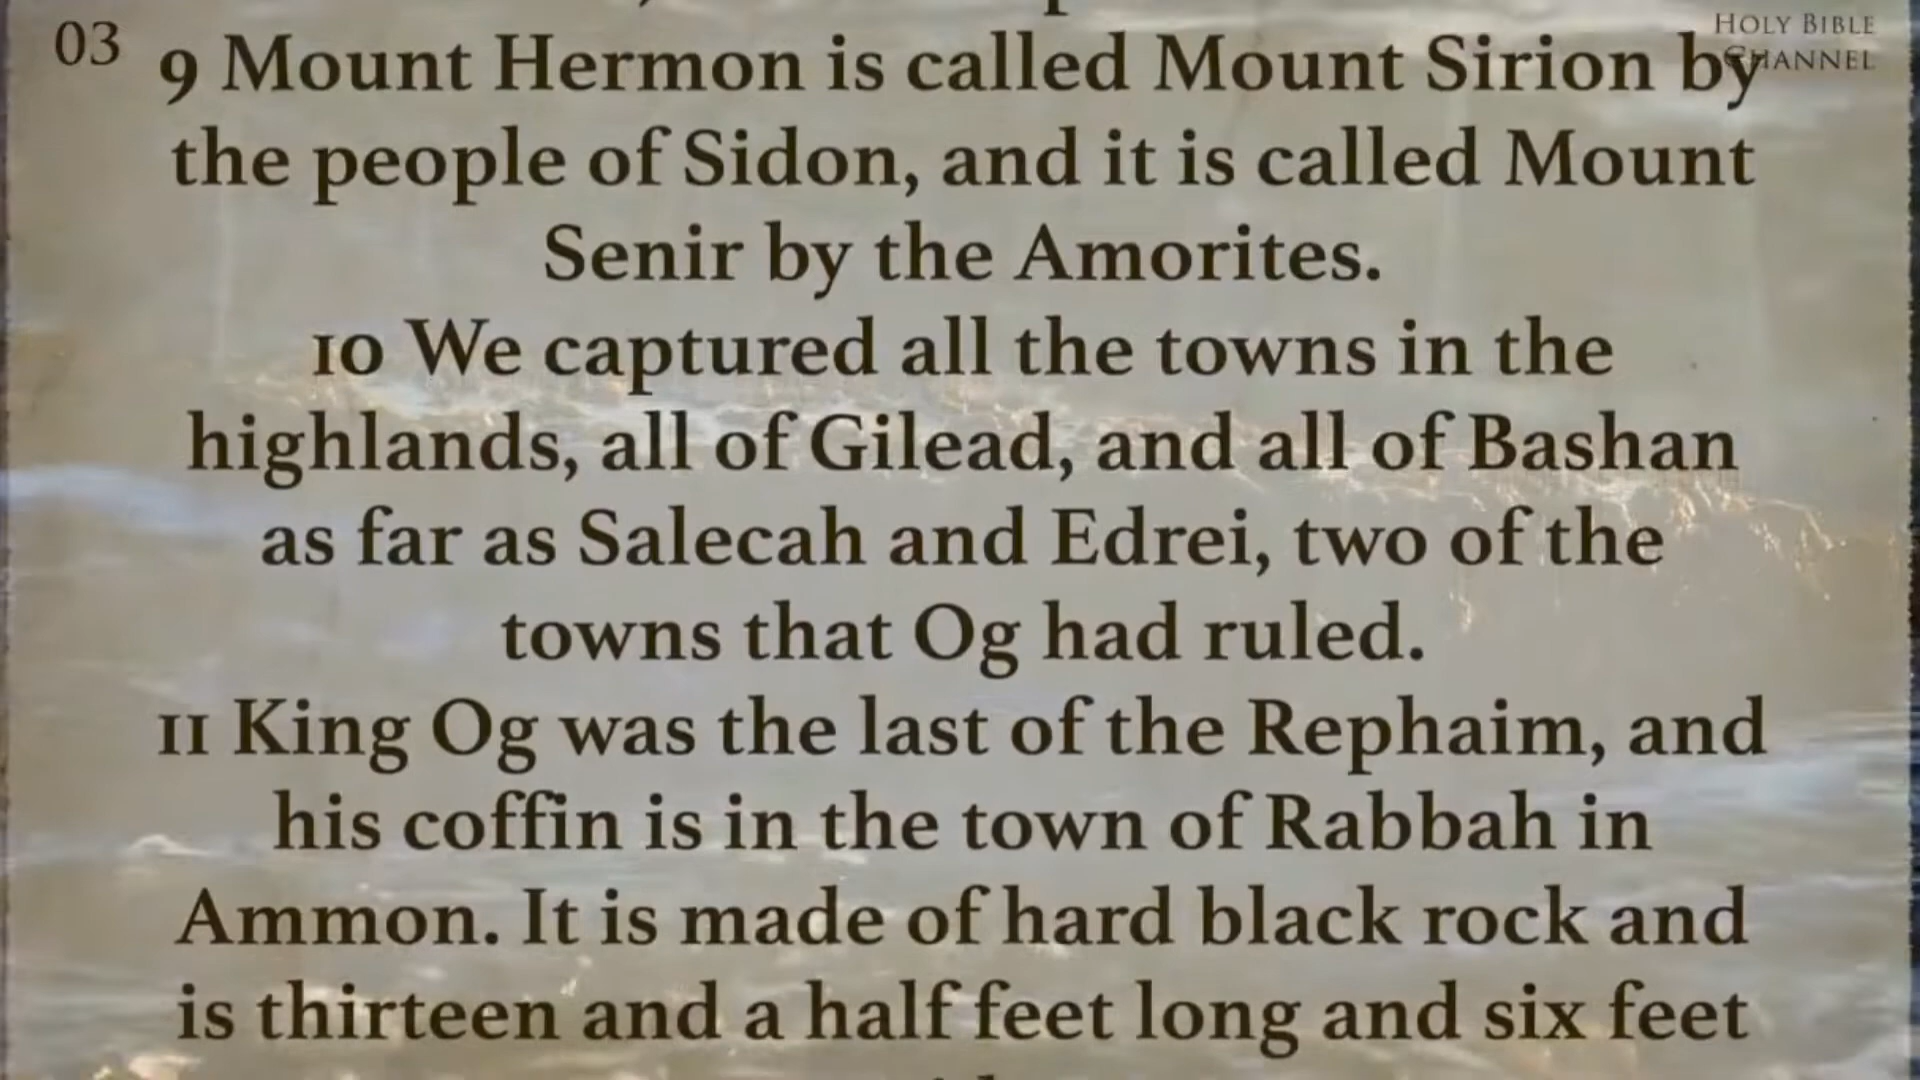 03
HOLY BIBLE
CHANNEL
9 Mount Hermon is called Mount Sirion by
the people of Sidon, and it is called Mount
Senir by the Amorites.
10 We captured all the towns in the
highlands, all of Gilead, and all of Bashan
as far as Salecah and Edrei, two of the
towns that Og had ruled.
11 King Og was the last of the Rephaim, and
his coffin is in the town of Rabbah in
Ammon. It is made of hard black rock and
is thirteen and a half feet long and six feet